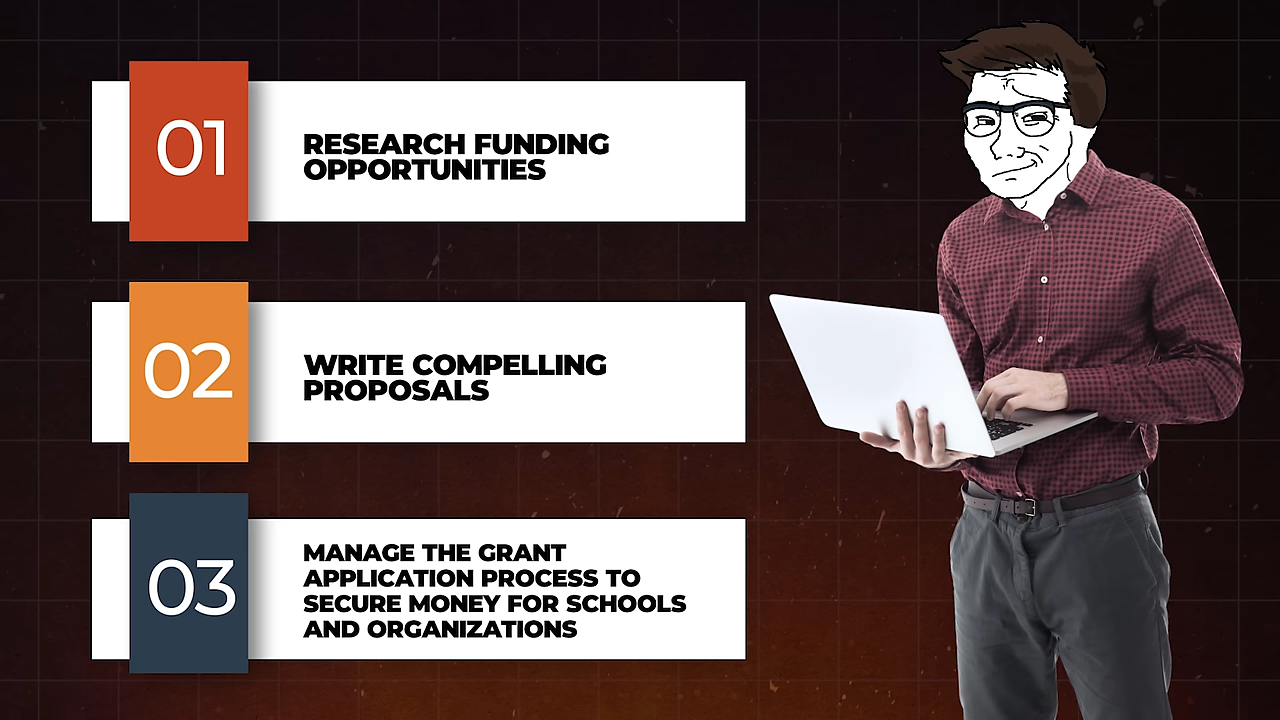 01
RESEARCH FUNDING
OPPORTUNITIES
02
WRITE COMPELLING
PROPOSALS
03
MANAGE THE GRANT
APPLICATION PROCESS TO
SECURE MONEY FOR SCHOOLS
AND ORGANIZATIONS